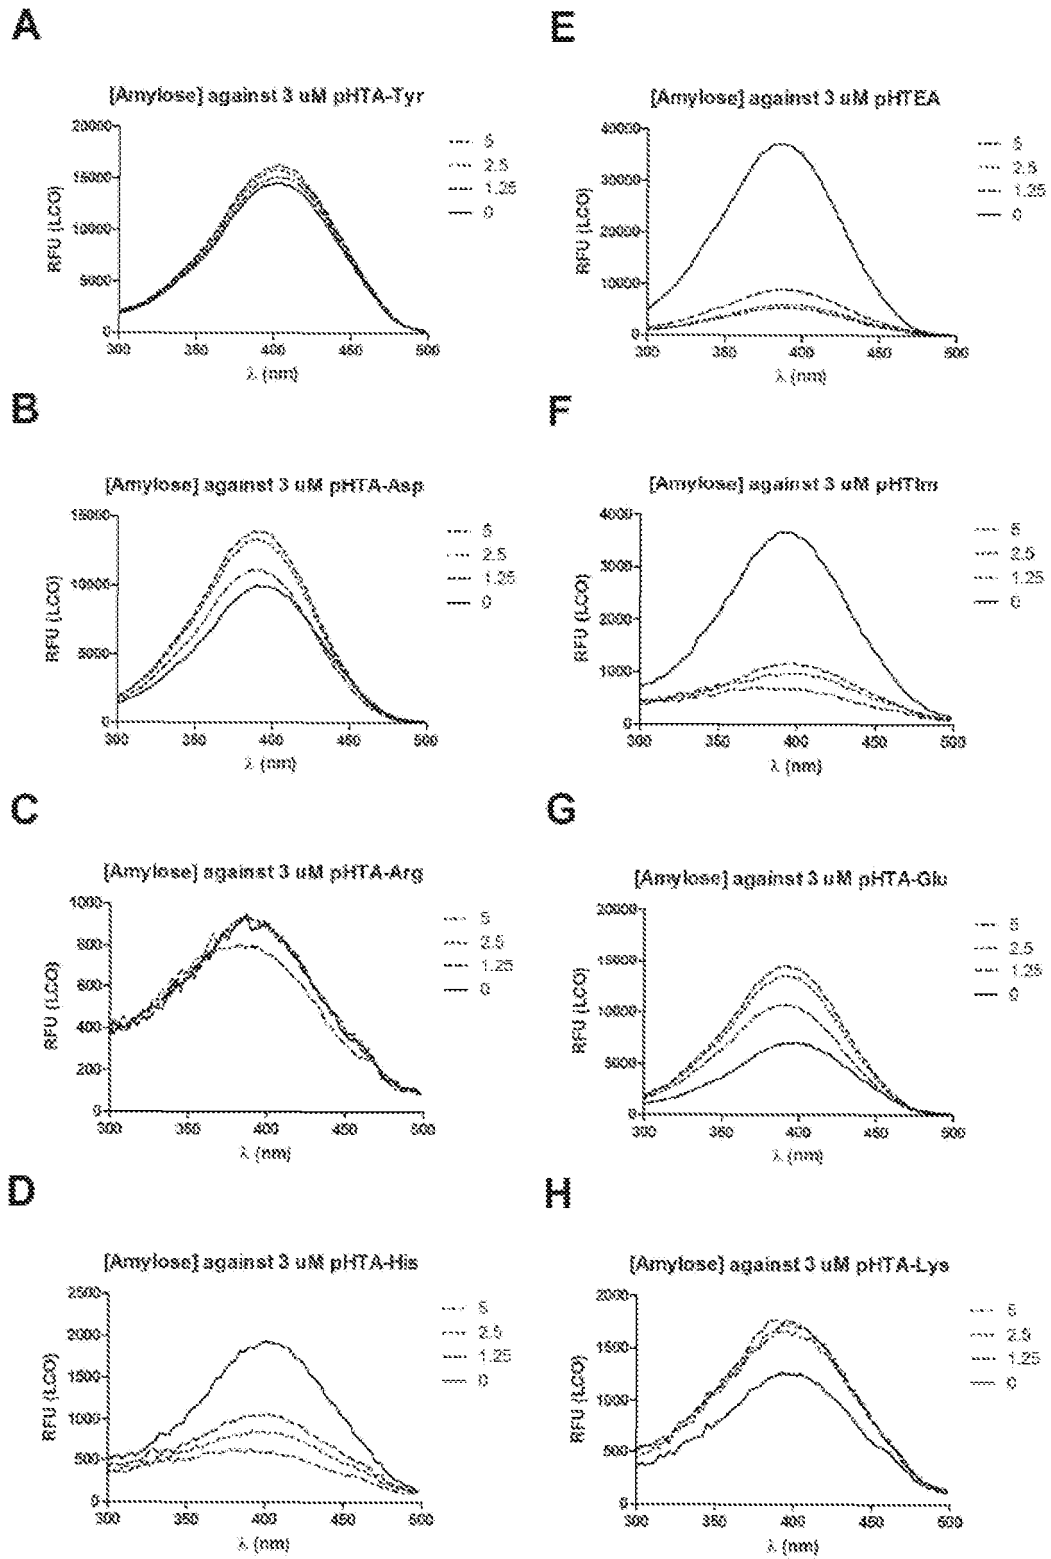 A
[Amylose] against 3 uM pHTA-Tyr
20000
15000
10000
5000
0
300 350 400 450 500
RFU (LCO)
λ (nm)
5
2.5
1.25
0
B
[Amylose] against 3 uM pHTA-Asp
15000
10000
5000
0
300 350 400 450 500
RFU (LCO)
λ (nm)
5
2.5
1.25
0
C
[Amylose] against 3 uM pHTA-Arg
1000
800
600
400
200
0
300 350 400 450 500
RFU (LCO)
λ (nm)
5
2.5
1.25
0
D
[Amylose] against 3 uM pHTA-His
2500
2000
1500
1000
500
0
300 350 400 450 500
RFU (LCO)
λ (nm)
5
2.5
1.25
0
E
[Amylose] against 3 uM pHTEA
40000
30000
20000
10000
0
300 350 400 450 500
RFU (LCO)
λ (nm)
5
2.5
1.25
0
F
[Amylose] against 3 uM pHTIm
4000
3000
2000
1000
0
300 350 400 450 500
RFU (LCO)
λ (nm)
5
2.5
1.25
0
G
[Amylose] against 3 uM pHTA-Glu
20000
15000
10000
5000
0
300 350 400 450 500
RFU (LCO)
λ (nm)
5
2.5
1.25
0
H
[Amylose] against 3 uM pHTA-Lys
2000
1500
1000
500
0
300 350 400 450 500
RFU (LCO)
λ (nm)
5
2.5
1.25
0